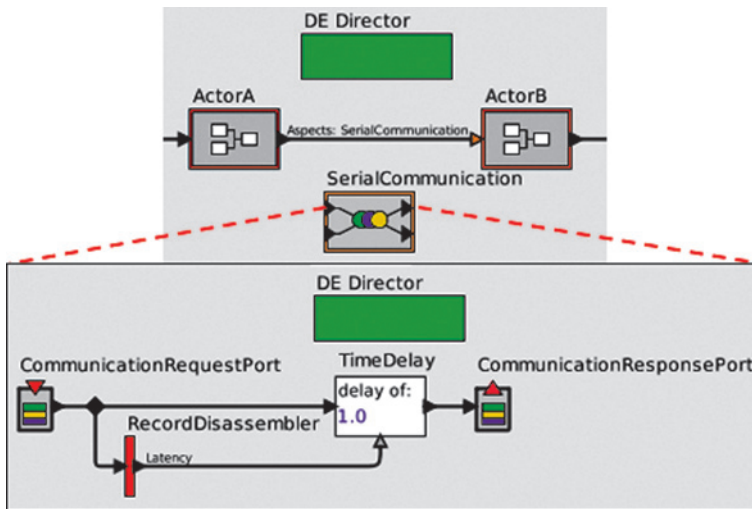 DE Director
ActorA
ActorB
Aspects: SerialCommunication
SerialCommunication
DE Director
CommunicationRequestPort
TimeDelay
CommunicationResponsePort
delay of:
1.0
RecordDisassembler
Latency